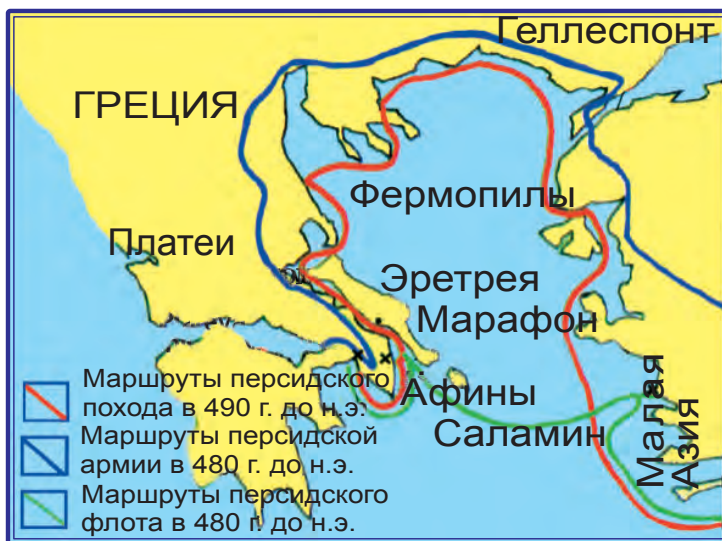 Геллеспонт
ГРЕЦИЯ
Фермопилы
Платеи
Эретрея
Марафон
Афины
Саламин
Малая
Азия
Маршруты персидского
похода в 490 г. до н.э.
Маршруты персидской
армии в 480 г. до н.э.
Маршруты персидского
флота в 480 г. до н.э.